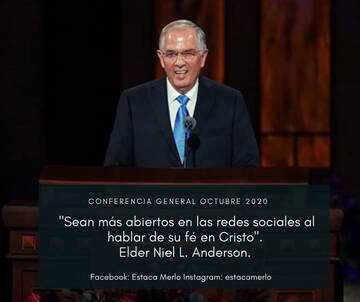 CONFERENCIA GENERAL OCTUBRE 2020
"Sean más abiertos en las redes sociales al
hablar de su fé en Cristo".
Elder Niel L. Anderson.
Facebook: Estaca Merlo Instagram: estacamerlo